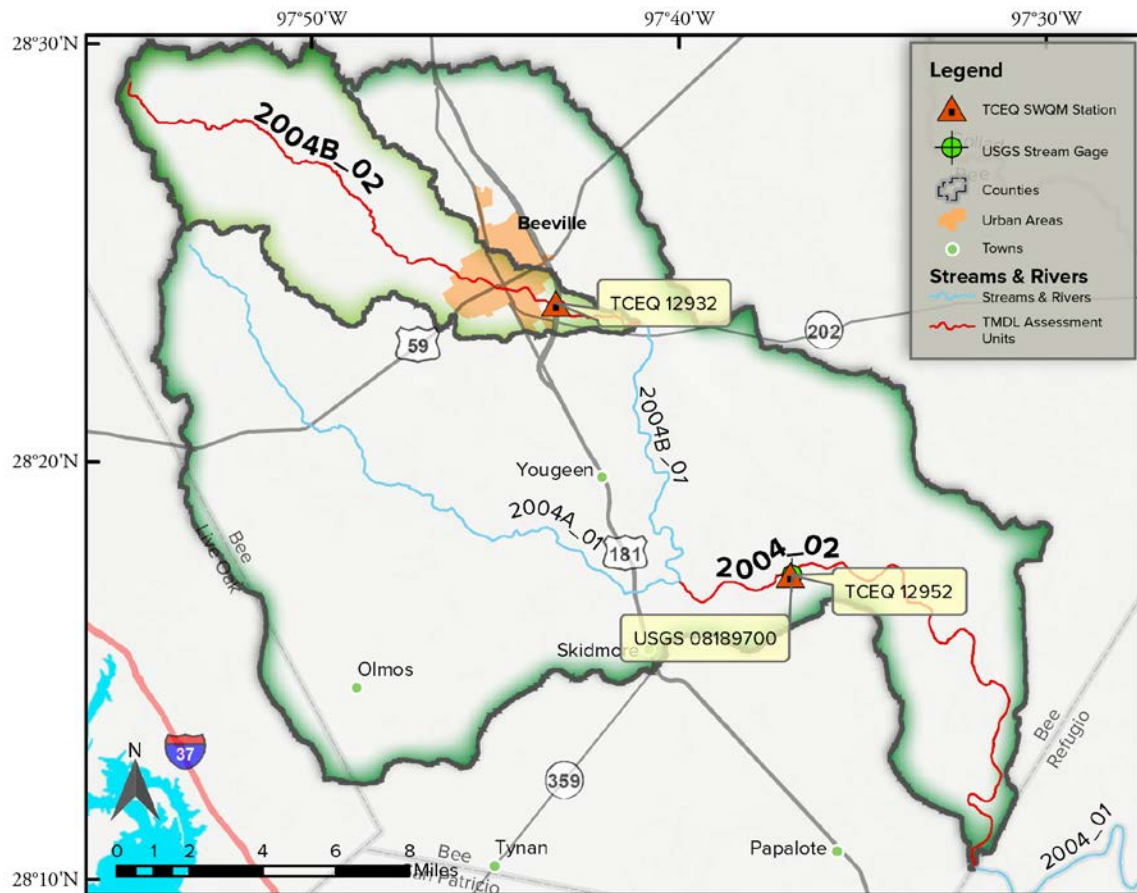 97°50'W
97°40'W
97°30'W
28°30'N
28°20'N
28°10'N
Legend
TCEQ SWQM Station
USGS Stream Gage
Counties
Urban Areas
Towns
Streams & Rivers
Streams & Rivers
TMDL Assessment
Units
2004B_02
Beeville
TCEQ 12932
59
202
2004B_01
Yougeen
2004A_01
181
2004_02
TCEQ 12952
USGS 08189700
Bee
Live Oak
Skidmore
Olmos
Bee
Refugio
N
37
359
0 2 4 6 8
Miles
Tynan
Papalote
Bee
Patricio
2004_01